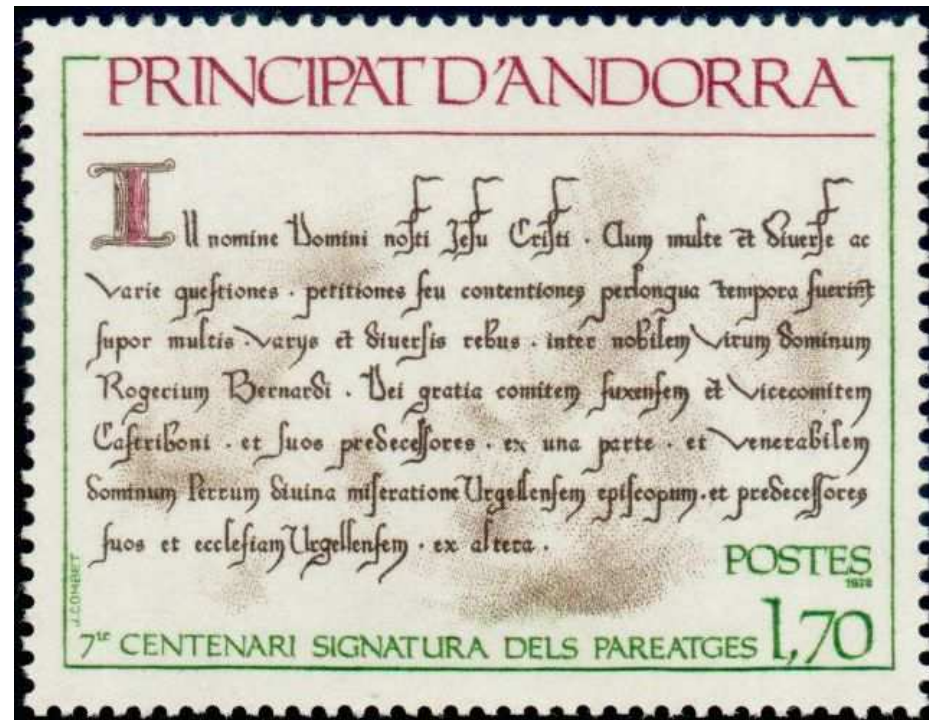 PRINCIPAT D'ANDORRA
In nomine Domini nosti Jesu Cristi . Cum multe et diverse ac
Varie questiones . petitiones seu contentiones perlongua tempora fuerint
supor multis . Varys et diversis rebus . inter nobilem Virum dominum
Rogerium Bernardi . Dei gratia comitem fuxensem et Vicecomitem
Castriboni . et suos predecessores . ex una parte . et Venerabilem
dominum Petrum divina miseratione Urgellensem episcopum . et predecessores
suos et ecclesiam Urgellensem . ex altera .
POSTES
1978
J. COMBET
7è CENTENARI SIGNATURA DELS PAREATGES 1,70